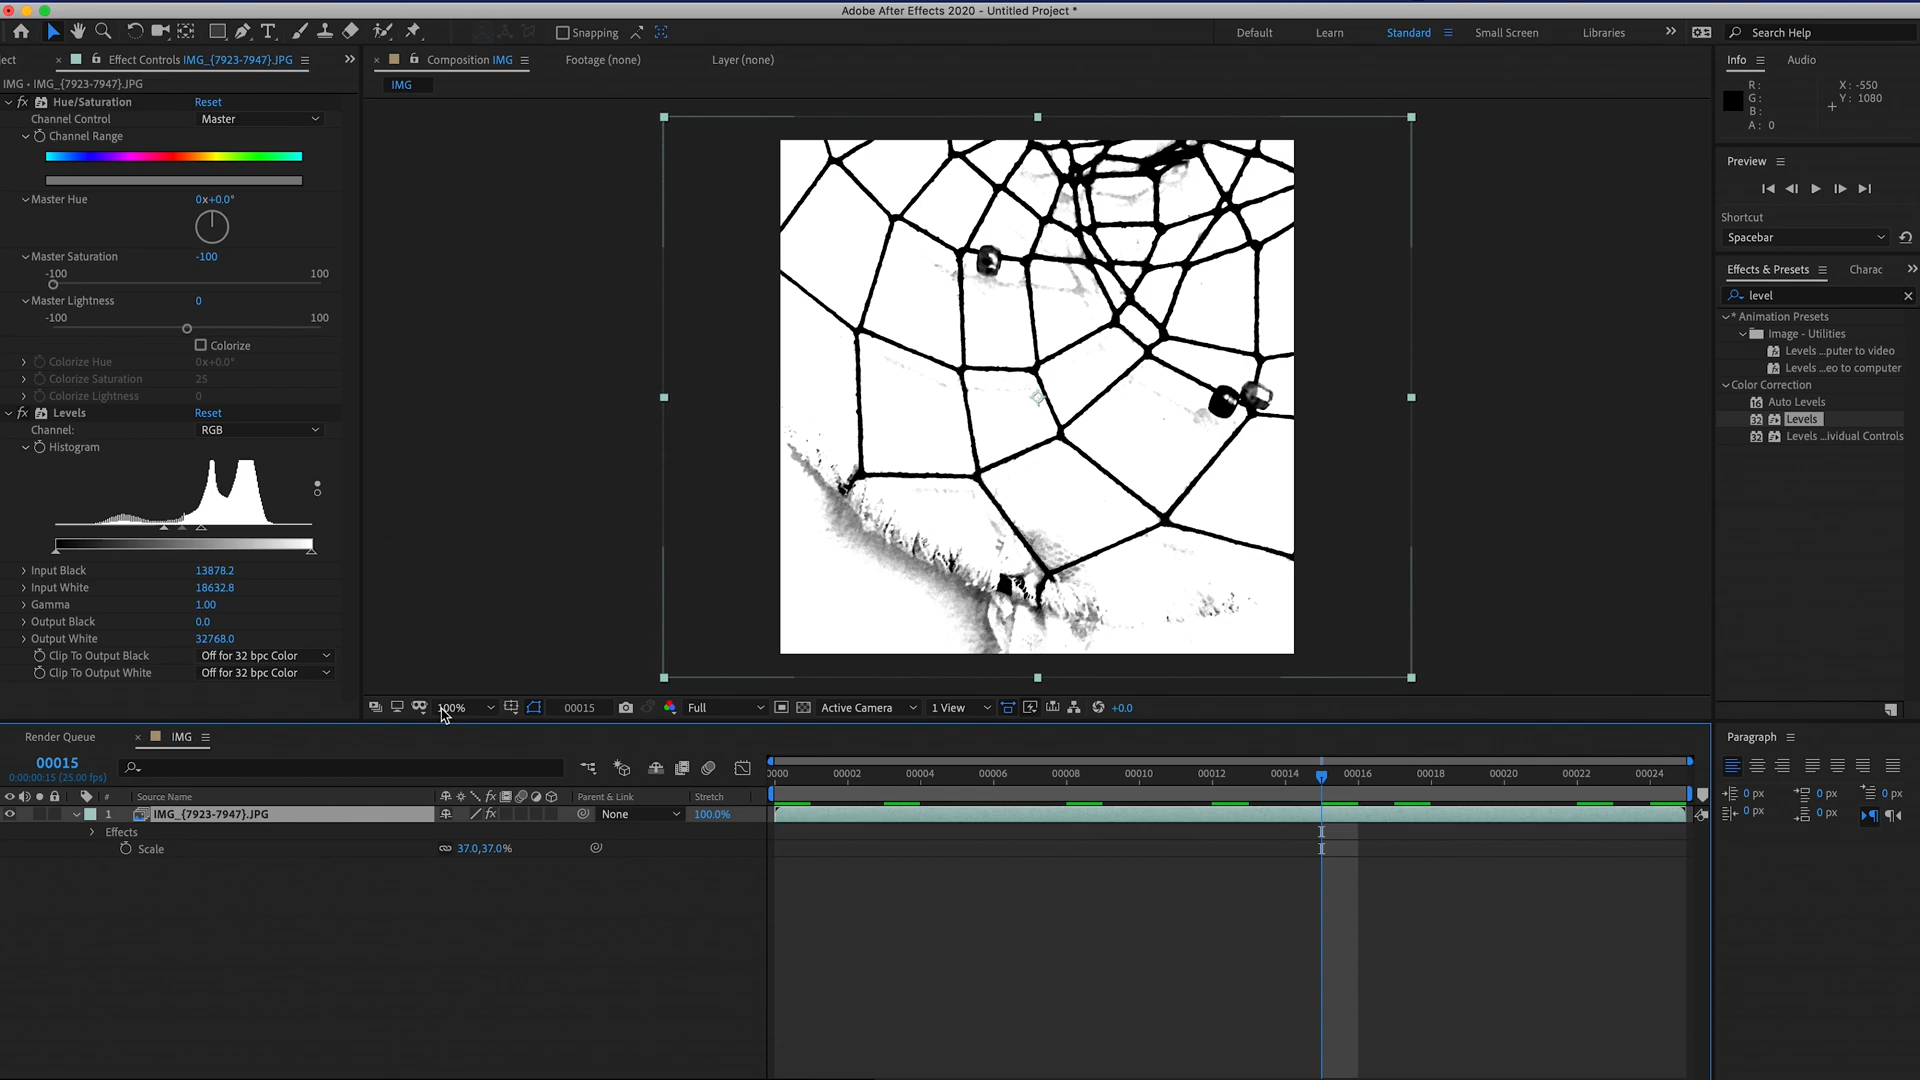 Adobe After Effects 2020 - Untitled Project *
Snapping
Default
Learn
Standard
Small Screen
Libraries
Search Help
ect
Effect Controls IMG_{7923-7947}.JPG
Composition IMG
Footage (none)
Layer (none)
Info
Audio
IMG - IMG_{7923-7947}.JPG
IMG
R :
G :
B :
A : 0
X : -550
Y : 1080
fx Hue/Saturation
Reset
Channel Control
Master
Channel Range
Master Hue
0x+0.0°
Master Saturation
-100
-100
100
Master Lightness
0
-100
100
Colorize
Colorize Hue
0x+0.0°
Colorize Saturation
25
Colorize Lightness
0
fx Levels
Reset
Channel:
RGB
Histogram
Input Black
13878.2
Input White
18632.8
Gamma
1.00
Output Black
0.0
Output White
32768.0
Clip To Output Black
Off for 32 bpc Color
Clip To Output White
Off for 32 bpc Color
Preview
Shortcut
Spacebar
Effects & Presets
Charac
level
* Animation Presets
Image - Utilities
Levels ...puter to video
Levels ...eo to computer
Color Correction
16 Auto Levels
32 Levels
32 Levels ...ividual Controls
100%
00015
Full
Active Camera
1 View
+0.0
Render Queue
IMG
Paragraph
00015
0:00:00:15 (25.00 fps)
0000
00002
00004
00006
00008
00010
00012
00014
00016
00018
00020
00022
00024
#
Source Name
fx
Parent & Link
Stretch
1
IMG_{7923-7947}.JPG
fx
None
100.0%
Effects
Scale
37.0,37.0%
0 px
0 px
0 px
0 px
0 px